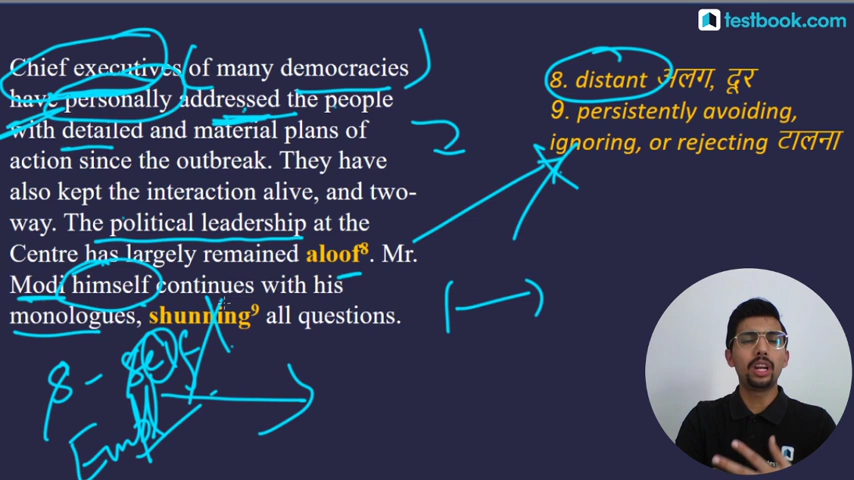 testbook.com
Chief executives of many democracies
have personally addressed the people
with detailed and material plans of
action since the outbreak. They have
also kept the interaction alive, and two-
way. The political leadership at the
Centre has largely remained aloof⁸. Mr.
Modi himself continues with his
monologues, shunning⁹ all questions.
8. distant अलग, दूर
9. persistently avoiding,
ignoring, or rejecting टालना
8 -